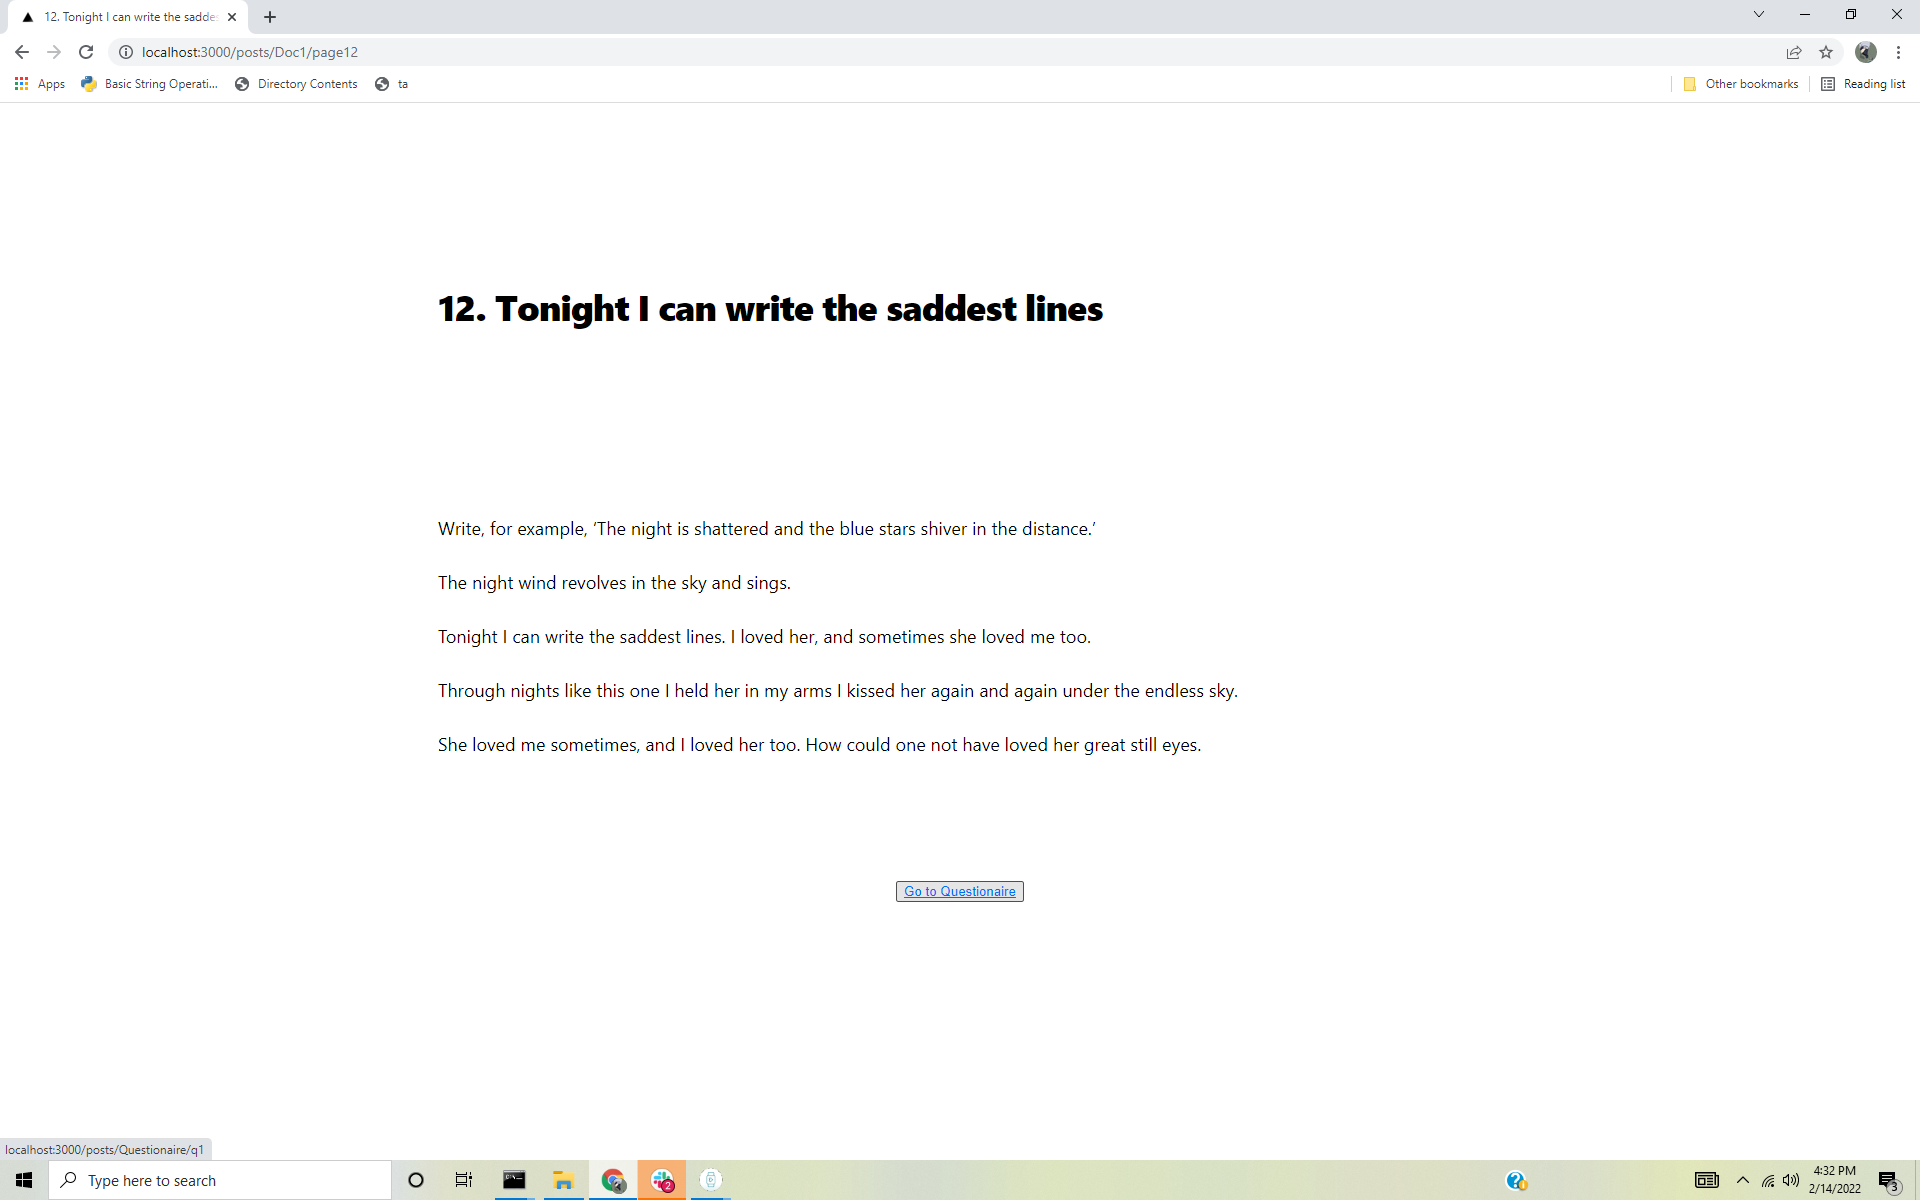 12. Tonight I can write the sadde
localhost:3000/posts/Doc1/page12
Apps
Basic String Operati...
Directory Contents
ta
Other bookmarks
Reading list
12. Tonight I can write the saddest lines
Write, for example, ‘The night is shattered and the blue stars shiver in the distance.’
The night wind revolves in the sky and sings.
Tonight I can write the saddest lines. I loved her, and sometimes she loved me too.
Through nights like this one I held her in my arms I kissed her again and again under the endless sky.
She loved me sometimes, and I loved her too. How could one not have loved her great still eyes.
Go to Questionaire
localhost:3000/posts/Questionaire/q1
Type here to search
2
4:32 PM
2/14/2022
3